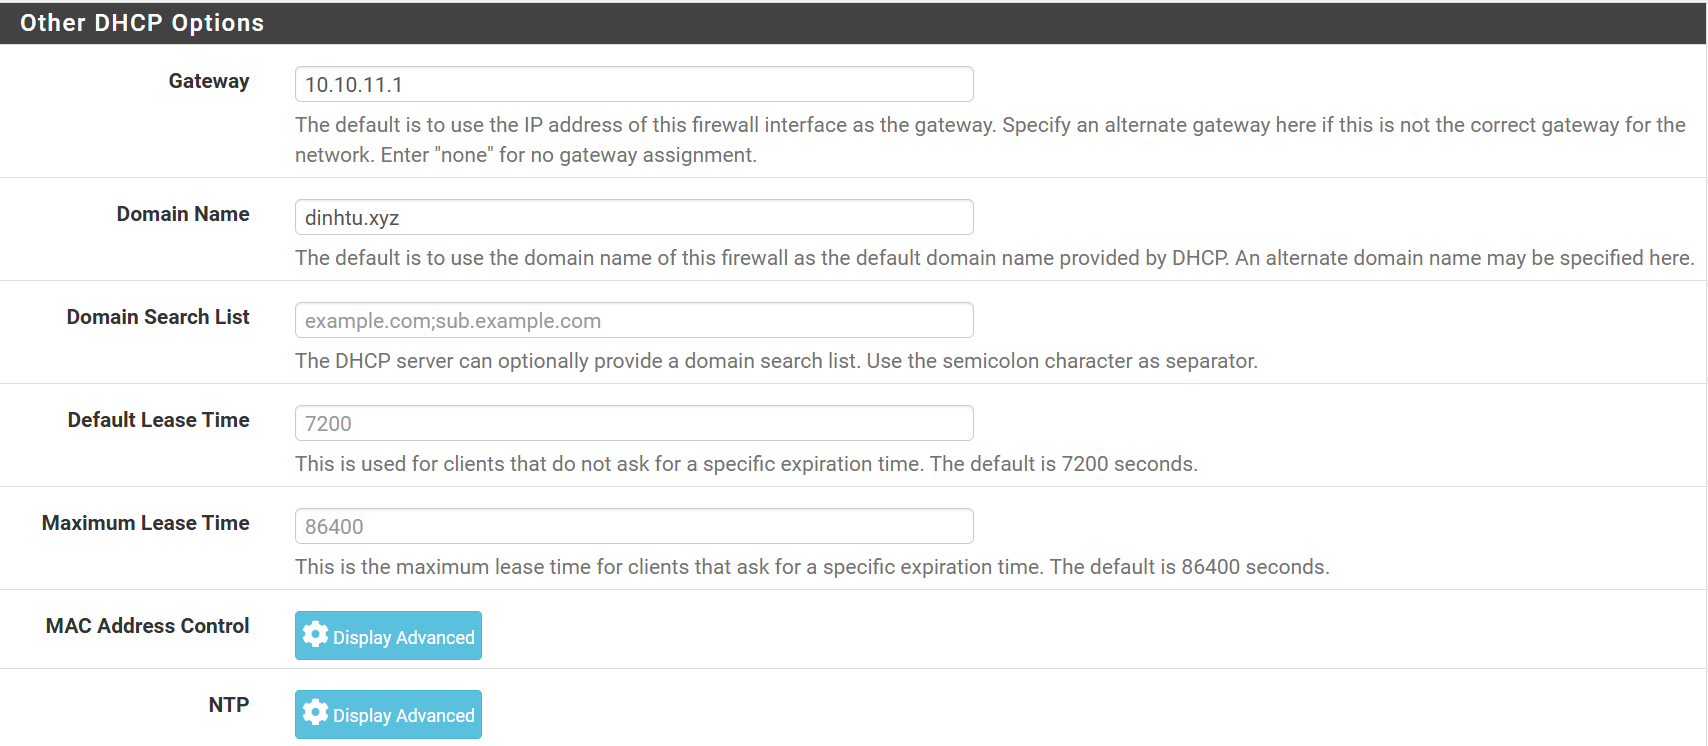 Other DHCP Options
Gateway
10.10.11.1
The default is to use the IP address of this firewall interface as the gateway. Specify an alternate gateway here if this is not the correct gateway for the
network. Enter "none" for no gateway assignment.
Domain Name
dinhtu.xyz
The default is to use the domain name of this firewall as the default domain name provided by DHCP. An alternate domain name may be specified here.
Domain Search List
example.com;sub.example.com
The DHCP server can optionally provide a domain search list. Use the semicolon character as separator.
Default Lease Time
7200
This is used for clients that do not ask for a specific expiration time. The default is 7200 seconds.
Maximum Lease Time
86400
This is the maximum lease time for clients that ask for a specific expiration time. The default is 86400 seconds.
MAC Address Control
Display Advanced
NTP
Display Advanced